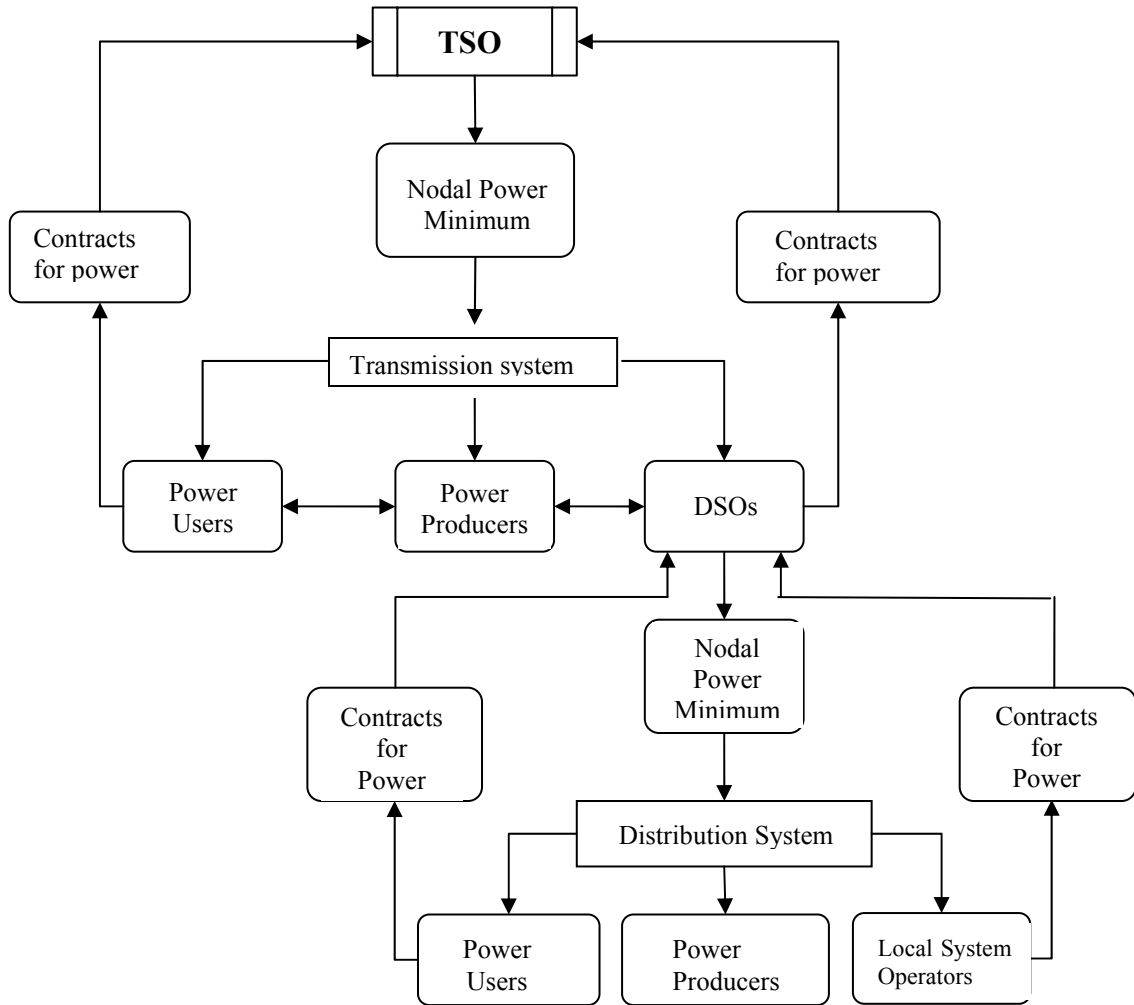 TSO
Nodal Power
Minimum
Contracts
for power
Contracts
for power
Transmission system
Power
Users
Power
Producers
DSOs
Nodal
Power
Minimum
Contracts
for
Power
Contracts
for
Power
Distribution System
Power
Users
Power
Producers
Local System
Operators